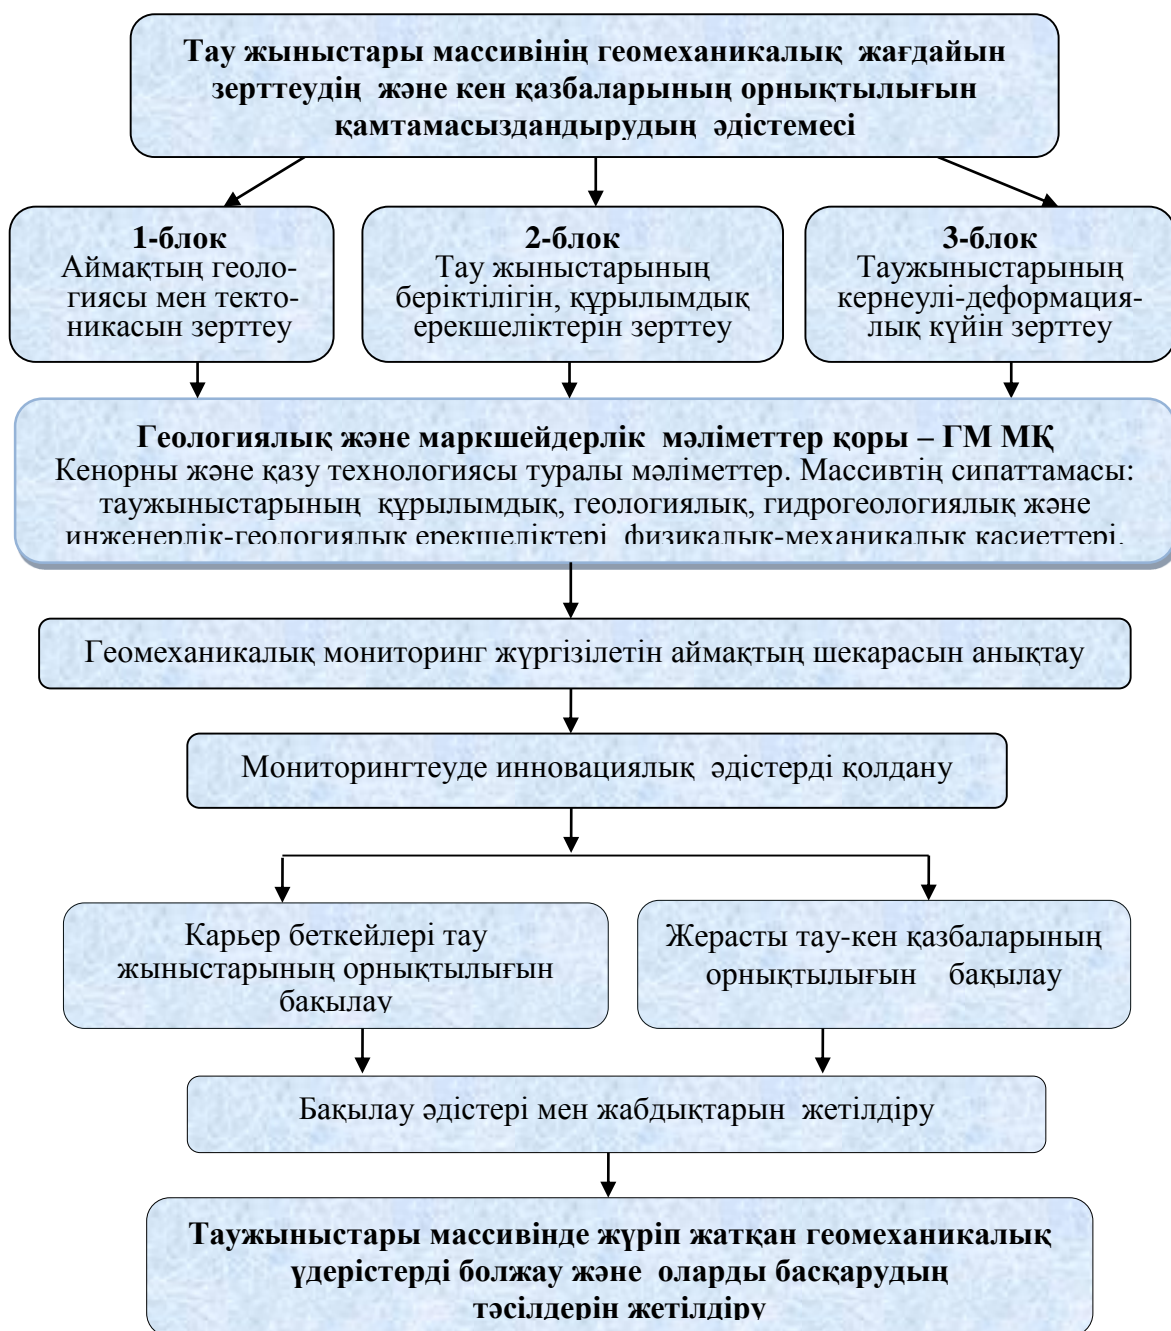 Тау жыныстары массивінің геомеханикалық жағдайын
зерттеудің және кен қазбаларының орнықтылығын
қамтамасыздандырудың әдістемесі
1-блок
Аймақтың геоло-
гиясы мен текто-
никасын зерттеу
2-блок
Тау жыныстарының
беріктілігін, құрылымдық
ерекшеліктерін зерттеу
3-блок
Таужыныстарының
кернеулі-деформация-
лық күйін зерттеу
Геологиялық және маркшейдерлік мәліметтер қоры – ГМ МҚ
Кенорны және қазу технологиясы туралы мәліметтер. Массивтің сипаттамасы:
таужыныстарының құрылымдық, геологиялық, гидрогеологиялық және
инженерлік-геологиялық ерекшеліктері физикалық-механикалық қасиеттері.
Геомеханикалық мониторинг жүргізілетін аймақтың шекарасын анықтау
Мониторингтеуде инновациялық әдістерді қолдану
Карьер беткейлері тау
жыныстарының орнықтылығын
бақылау
Жерасты тау-кен қазбаларының
орнықтылығын бақылау
Бақылау әдістері мен жабдықтарын жетілдіру
Таужыныстары массивінде жүріп жатқан геомеханикалық
үдерістерді болжау және оларды басқарудың
тәсілдерін жетілдіру